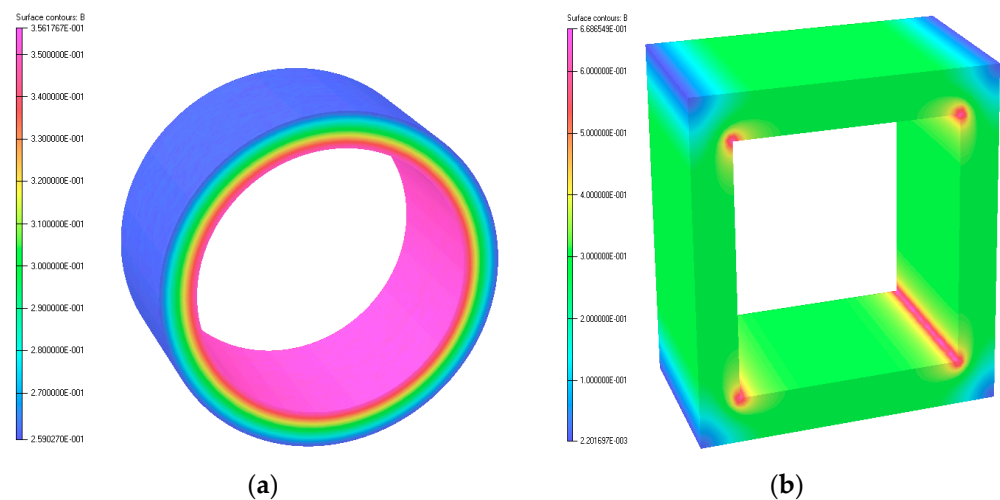 Surface contours: B
3.561767E-001
3.500000E-001
3.400000E-001
3.300000E-001
3.200000E-001
3.100000E-001
3.000000E-001
2.900000E-001
2.800000E-001
2.700000E-001
2.590270E-001
(a)
Surface contours: B
6.686549E-001
6.000000E-001
5.000000E-001
4.000000E-001
3.000000E-001
2.000000E-001
1.000000E-001
2.201697E-003
(b)